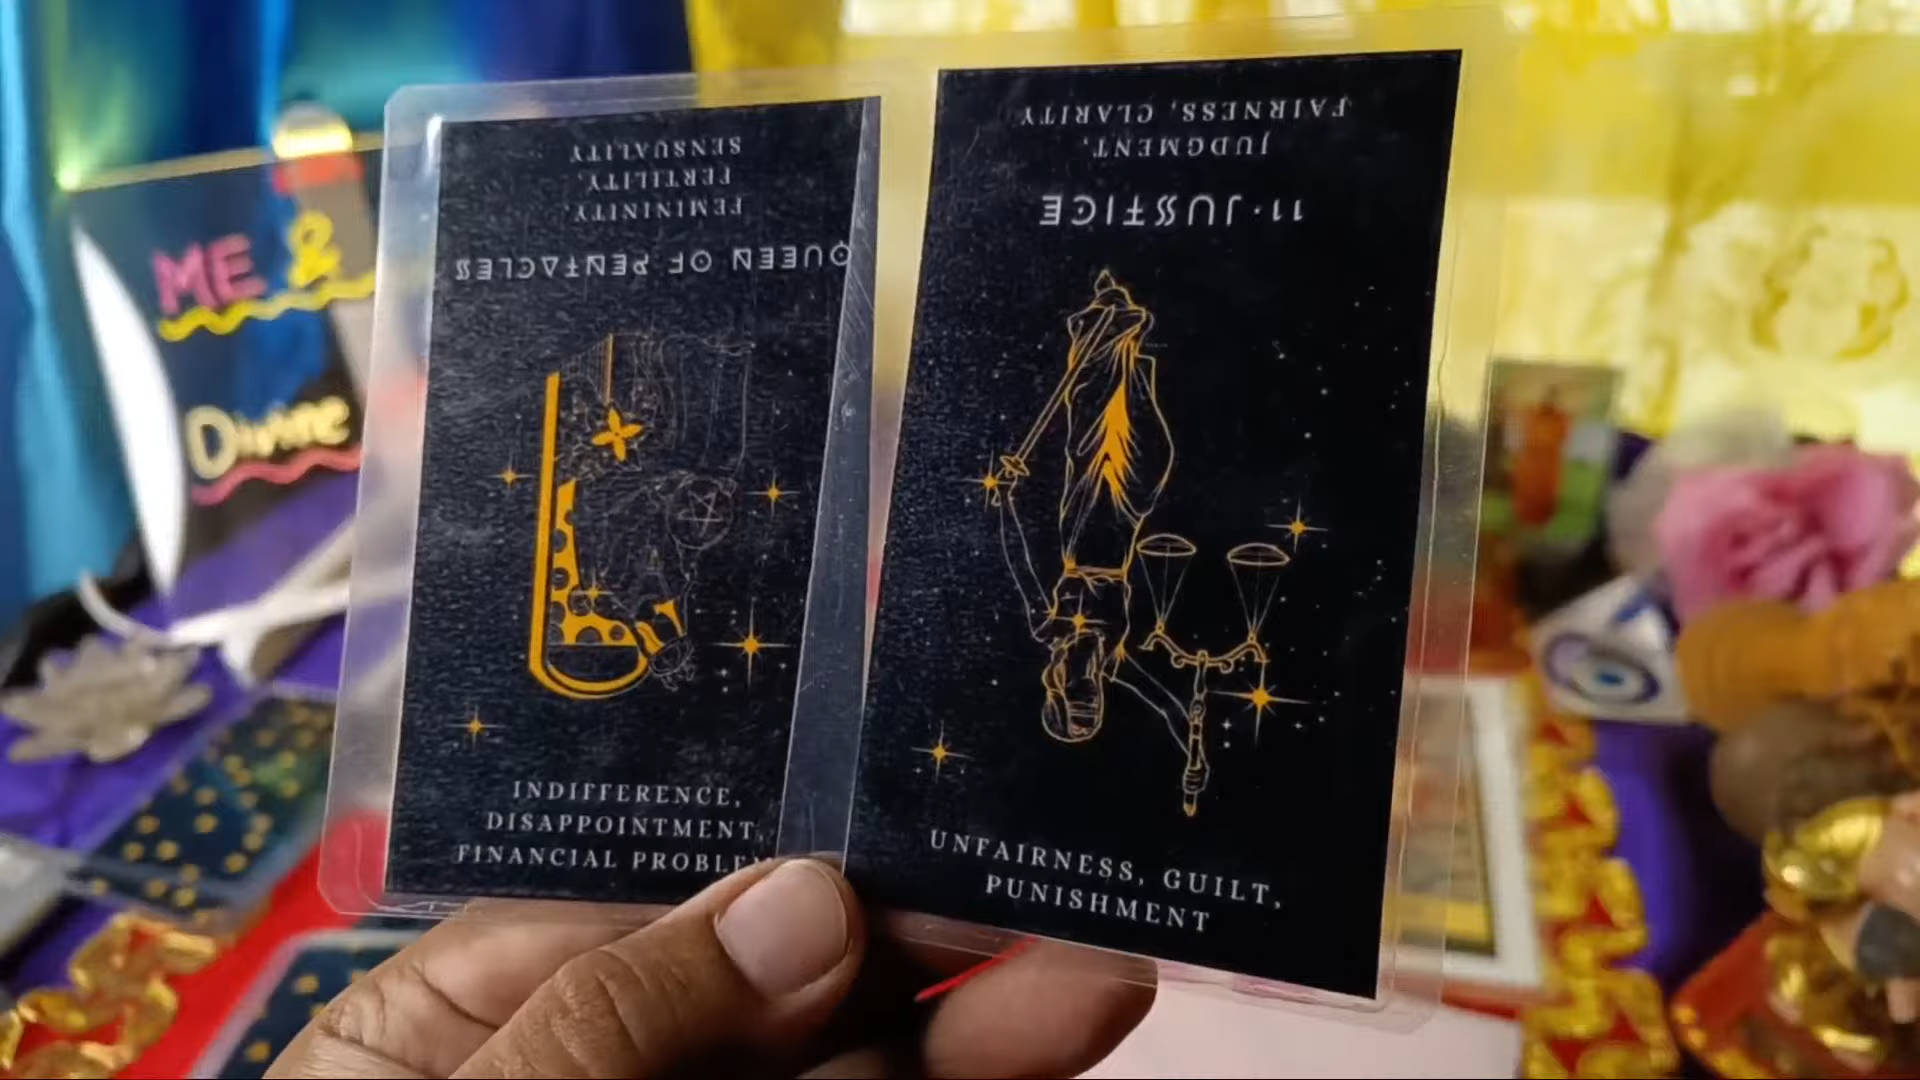 ME &
Divine
SENSUALITY
FERTILITY,
FEMININITY,
QUEEN OF PENTACLES
INDIFFERENCE,
DISAPPOINTMENT,
FINANCIAL
FAIRNESS, CLARITY
JUDGMENT,
11·JUSTICE
UNFAIRNESS, GUILT,
PUNISHMENT